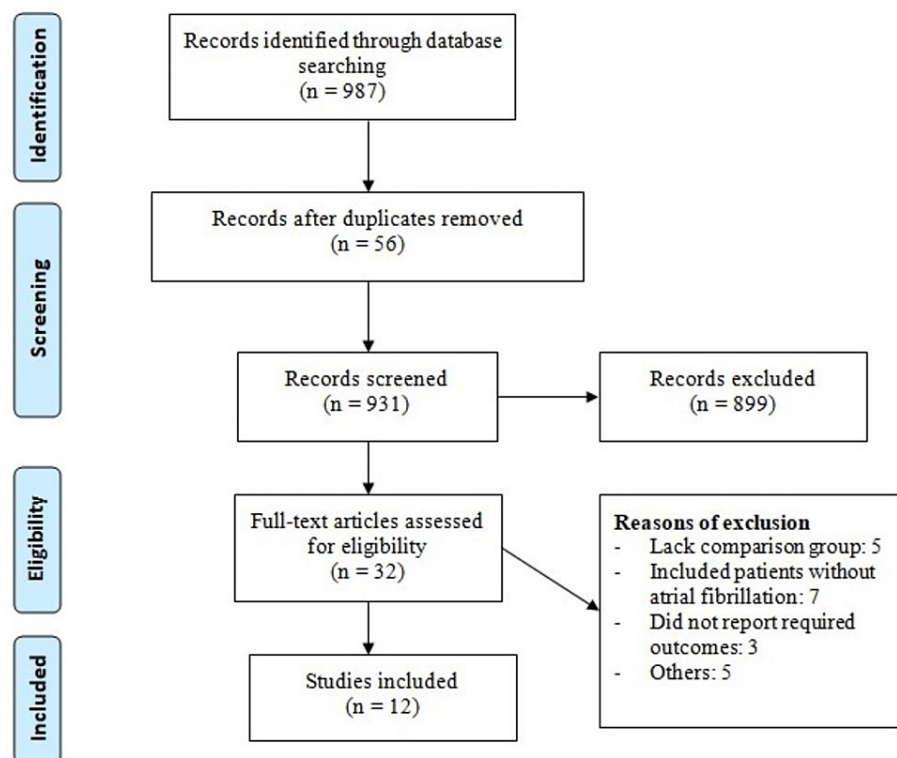 Identification
Records identified through database
searching
(n = 987)
Screening
Records after duplicates removed
(n = 56)
Records screened
(n = 931)
Records excluded
(n = 899)
Eligibility
Full-text articles assessed
for eligibility
(n = 32)
Reasons of exclusion
- Lack comparison group: 5
- Included patients without
atrial fibrillation: 7
- Did not report required
outcomes: 3
- Others: 5
Included
Studies included
(n = 12)